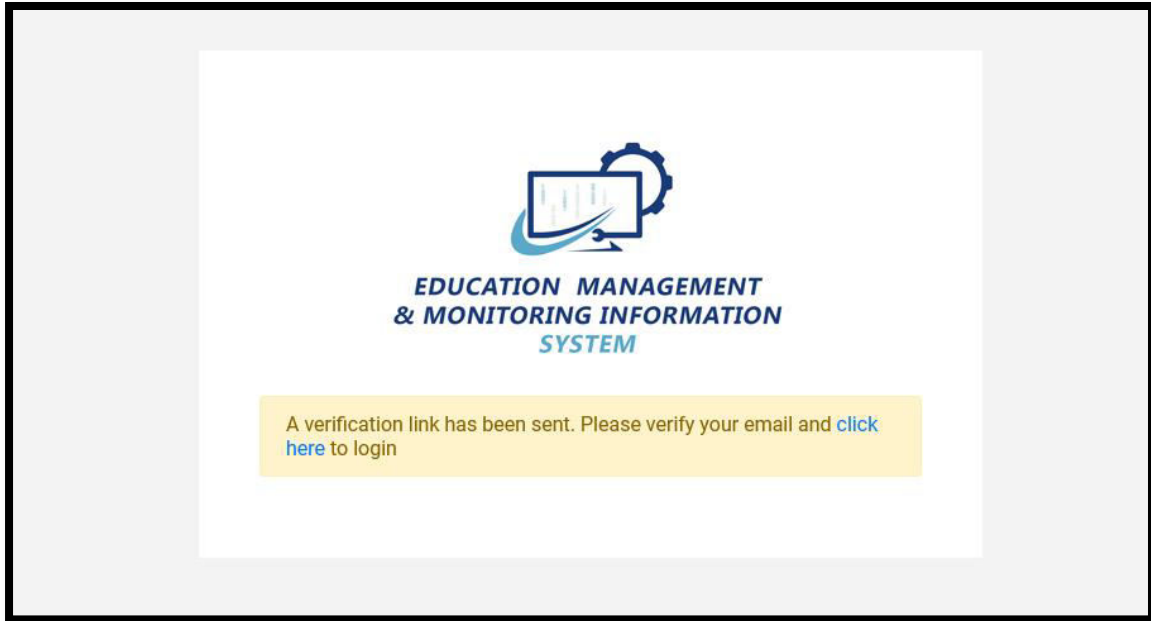 EDUCATION MANAGEMENT
& MONITORING INFORMATION
SYSTEM
A verification link has been sent. Please verify your email and click
here to login